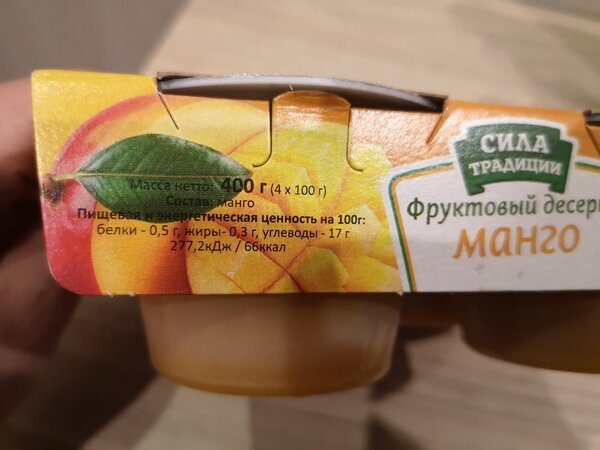 Масса нетто: 400 г (4 х 100 г)
Состав: манго
Пищевая и энергетическая ценность на 100г:
белки - 0,5 г, жиры- 0,3 г, углеводы - 17 г
277,2кДж / 66ккал
СИЛА
ТРАДИЦИИ
Фруктовый десер
манго